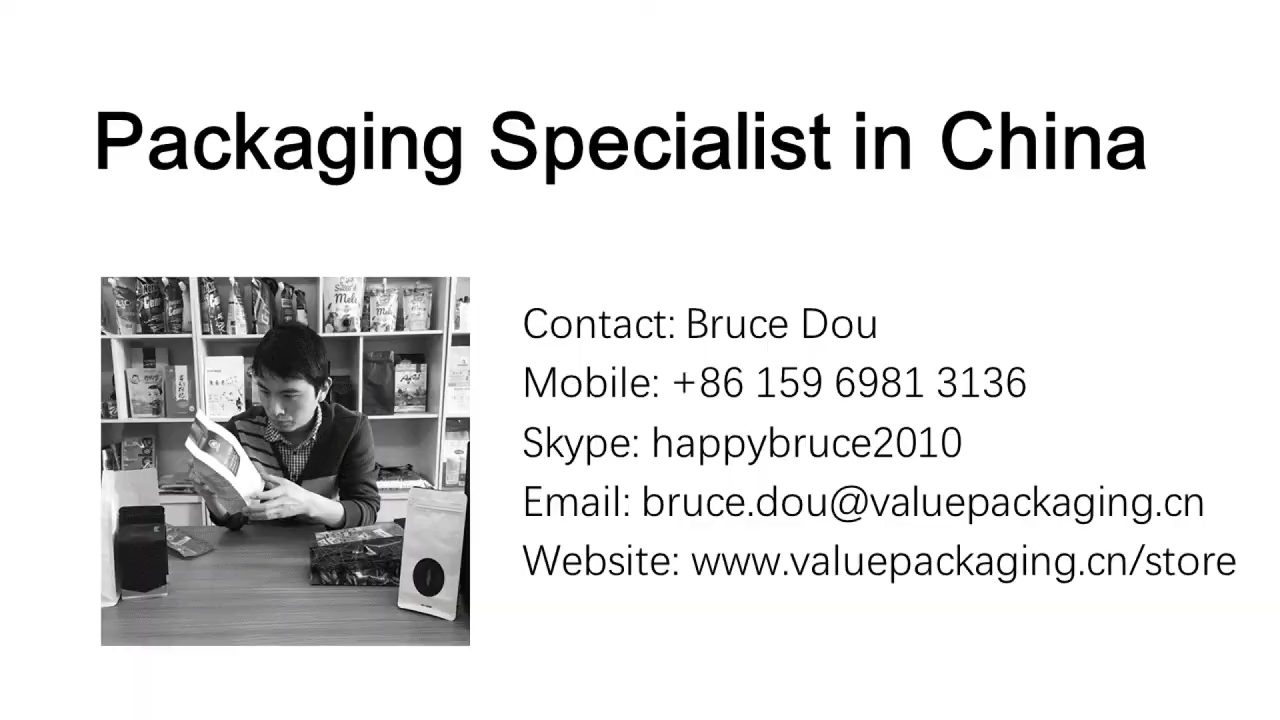 Packaging Specialist in China
Contact: Bruce Dou
Mobile: +86 159 6981 3136
Skype: happybruce2010
Email: bruce.dou@valuepackaging.cn
Website: www.valuepackaging.cn/store